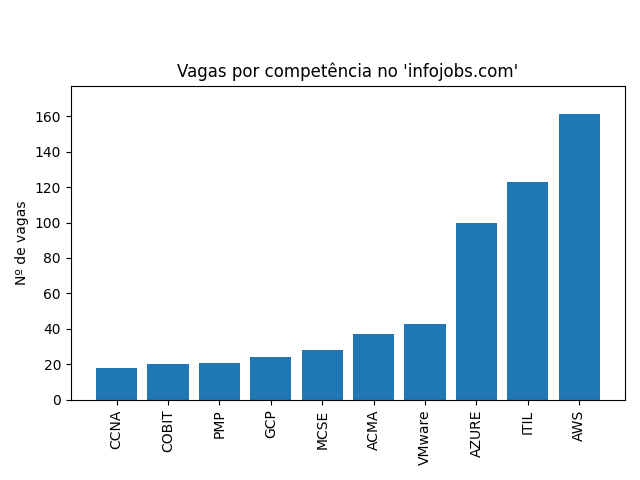 Vagas por competência no 'infojobs.com'
Nº de vagas
160
140
120
100
80
60
40
20
0
CCNA
COBIT
PMP
GCP
MCSE
ACMA
VMware
AZURE
ITIL
AWS